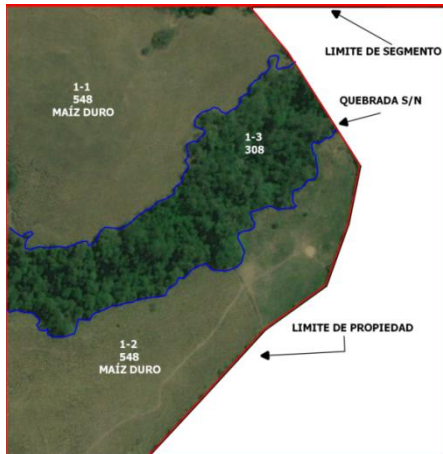 LIMITE DE SEGMENTO
1-1
548
MAÍZ DURO
QUEBRADA S/N
1-3
308
LIMITE DE PROPIEDAD
1-2
548
MAÍZ DURO